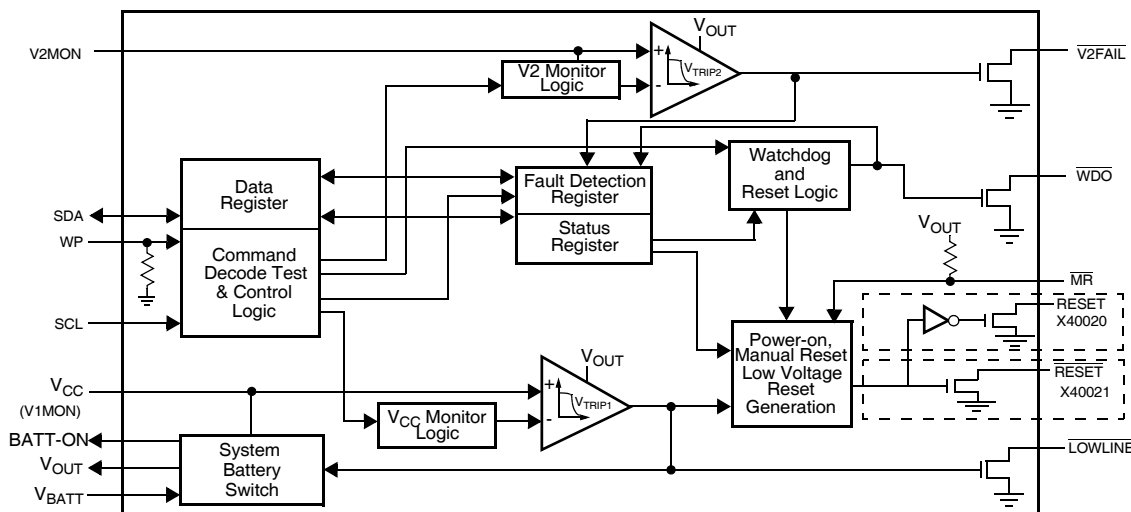 V2MON
V2 Monitor
Logic
+
-
VTRIP2
VOUT
V2FAIL
Data
Register
Fault Detection
Register
Status
Register
Watchdog
and
Reset Logic
WDO
SDA
WP
SCL
Command
Decode Test
& Control
Logic
VOUT
MR
RESET
X40020
RESET
X40021
Power-on,
Manual Reset
Low Voltage
Reset
Generation
VCC
(V1MON)
VCC Monitor
Logic
+
-
VTRIP1
VOUT
BATT-ON
VOUT
VBATT
System
Battery
Switch
LOWLINE